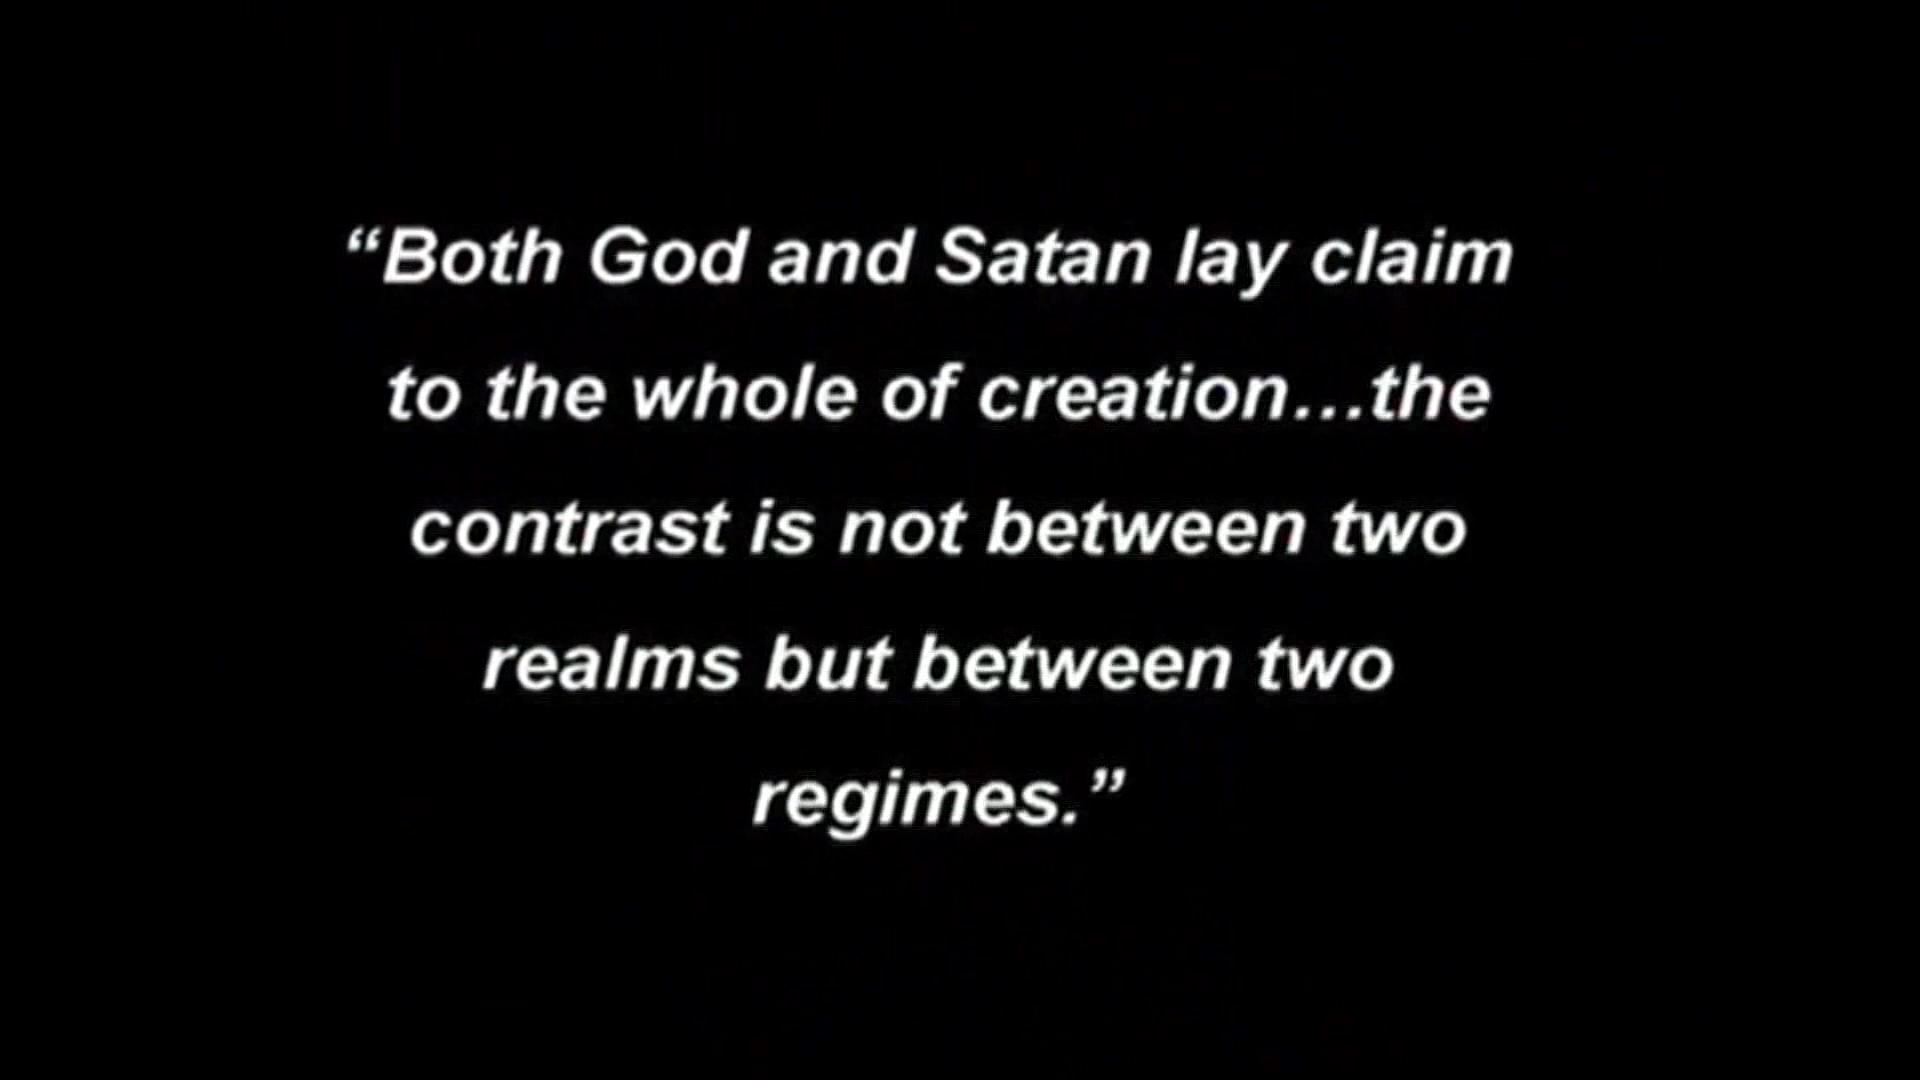 “Both God and Satan lay claim
to the whole of creation…the
contrast is not between two
realms but between two
regimes.”